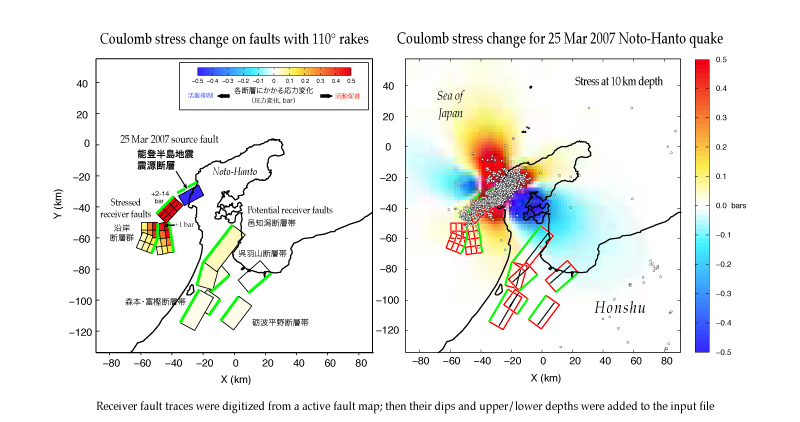 Coulomb stress change on faults with 110° rakes
−0.5 −0.4 −0.3 −0.2 −0.1 0 0.1 0.2 0.3 0.4 0.5
各断層にかかる応力変化
(圧力変化, bar)
活動抑制
活動促進
25 Mar 2007 source fault
能登半島地震
震源断層
Noto-Hanto
+2-14
bar
Stressed
receiver faults
+1 bar
沿岸
断層群
Potential receiver faults
邑知潟断層帯
呉羽山断層帯
森本・富樫断層帯
砺波平野断層帯
40
20
0
−20
−40
−60
−80
−100
−120
Y (km)
−80 −60 −40 −20 0 20 40 60 80
X (km)
Coulomb stress change for 25 Mar 2007 Noto-Hanto quake
Stress at 10 km depth
Sea of
Japan
Honshu
40
20
0
−20
−40
−60
−80
−100
−120
−80 −60 −40 −20 0 20 40 60 80
X (km)
0.5
0.4
0.3
0.2
0.1
0.0 bars
−0.1
−0.2
−0.3
−0.4
−0.5
Receiver fault traces were digitized from a active fault map; then their dips and upper/lower depths were added to the input file